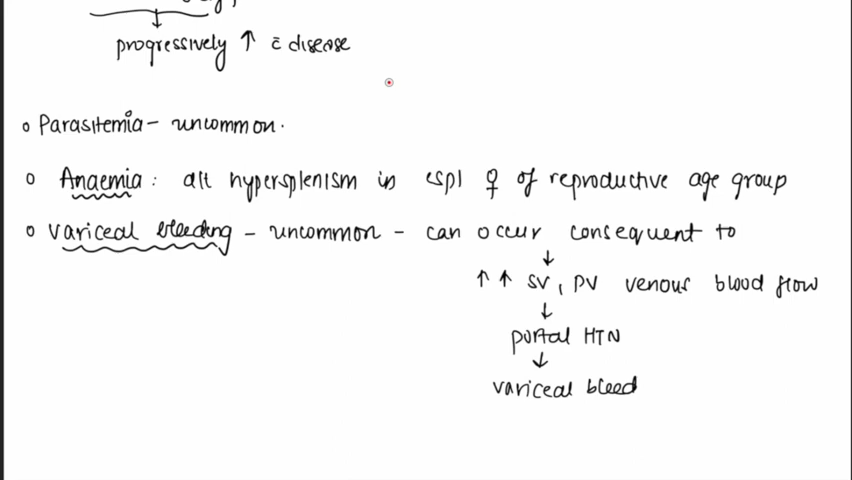 progressively ↑ c̄ disease
o Parasitemia - uncommon.
o Anaemia: d/t hypersplenism in espl ♀ of reproductive age group
o variceal bleeding - uncommon - can occur consequent to
↓
↑ ↑ SV, PV venous blood flow
↓
portal HTN
↓
variceal bleed